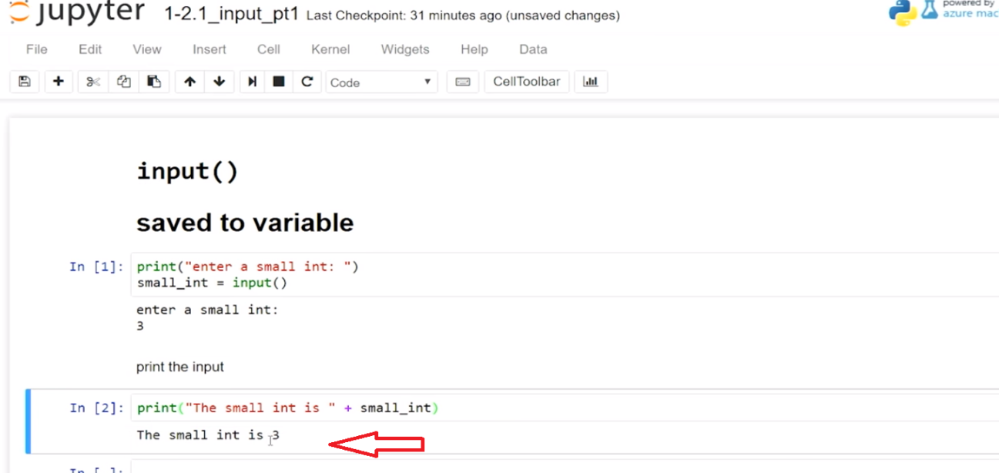 jupyter 1-2.1_input_pt1 Last Checkpoint: 31 minutes ago (unsaved changes)
powered by
azure mac
File Edit View Insert Cell Kernel Widgets Help Data
Code CellToolbar
input()
saved to variable
In [1]: print("enter a small int: ")
small_int = input()
enter a small int:
3
print the input
In [2]: print("The small int is " + small_int)
The small int is 3
In [ ]: